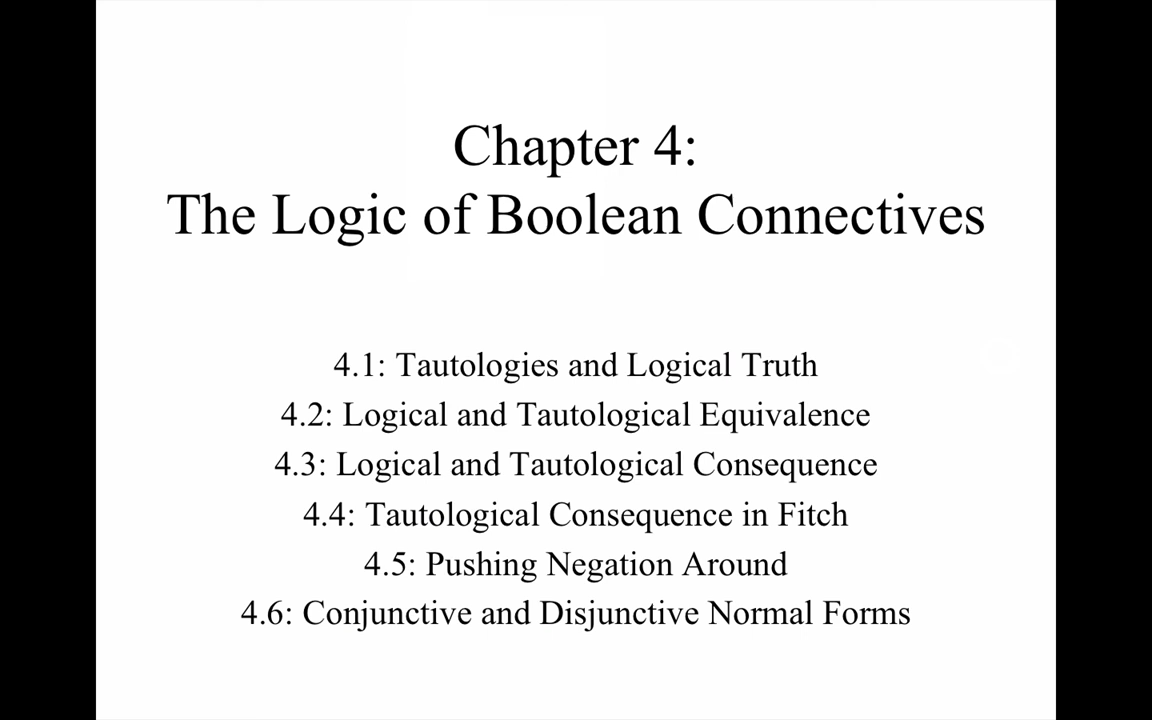 Chapter 4:
The Logic of Boolean Connectives
4.1: Tautologies and Logical Truth
4.2: Logical and Tautological Equivalence
4.3: Logical and Tautological Consequence
4.4: Tautological Consequence in Fitch
4.5: Pushing Negation Around
4.6: Conjunctive and Disjunctive Normal Forms